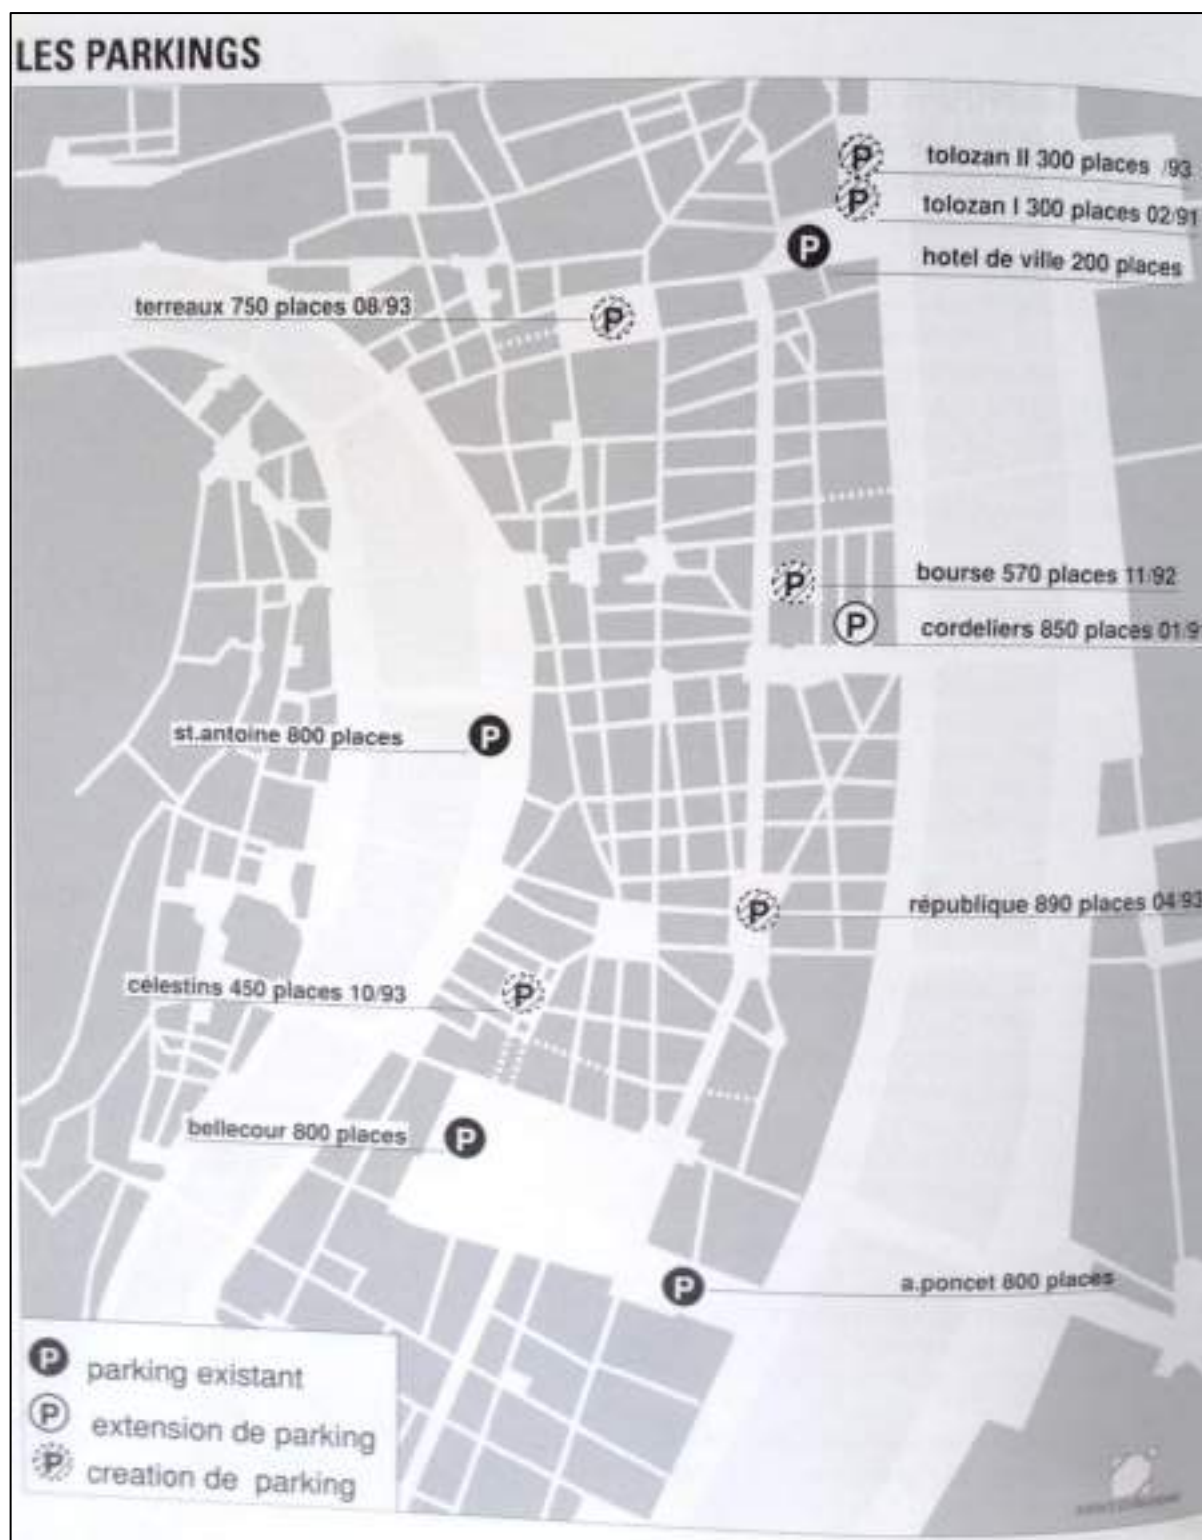 LES PARKINGS
tolozan II 300 places /93
tolozan I 300 places 02/91
hotel de ville 200 places
terreaux 750 places 08/93
bourse 570 places 11/92
cordeliers 850 places 01/9
st.antoine 800 places
république 890 places 04/93
célestins 450 places 10/93
bellecour 800 places
a.poncet 800 places
P parking existant
P extension de parking
P creation de parking